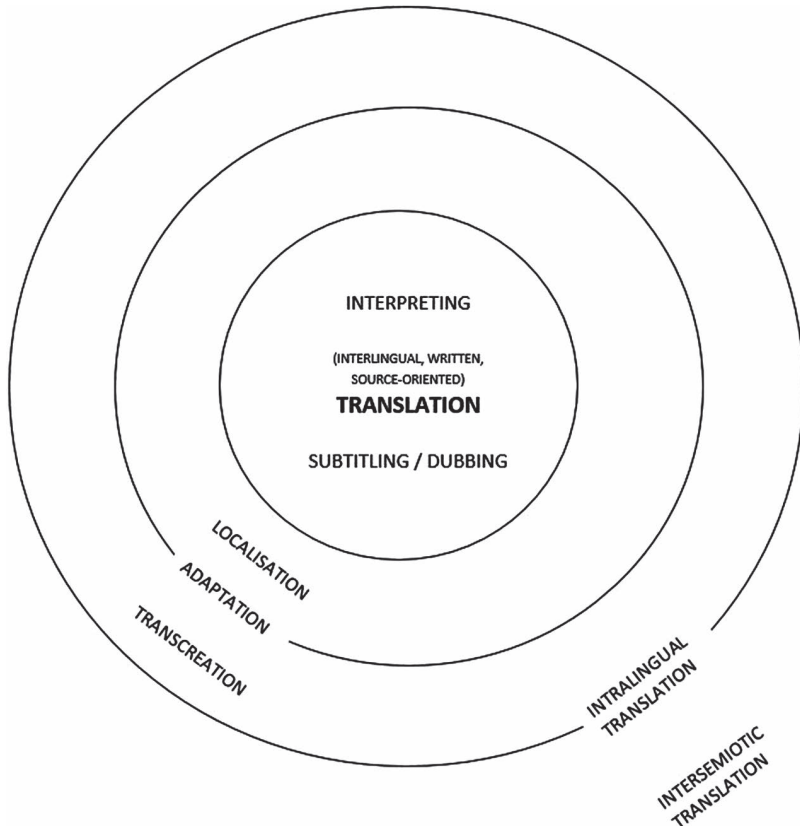 INTERPRETING
(INTERLINGUAL, WRITTEN,
SOURCE-ORIENTED)
TRANSLATION
SUBTITLING / DUBBING
LOCALISATION
ADAPTATION
TRANSCREATION
INTRALINGUAL
TRANSLATION
INTERSEMIOTIC
TRANSLATION